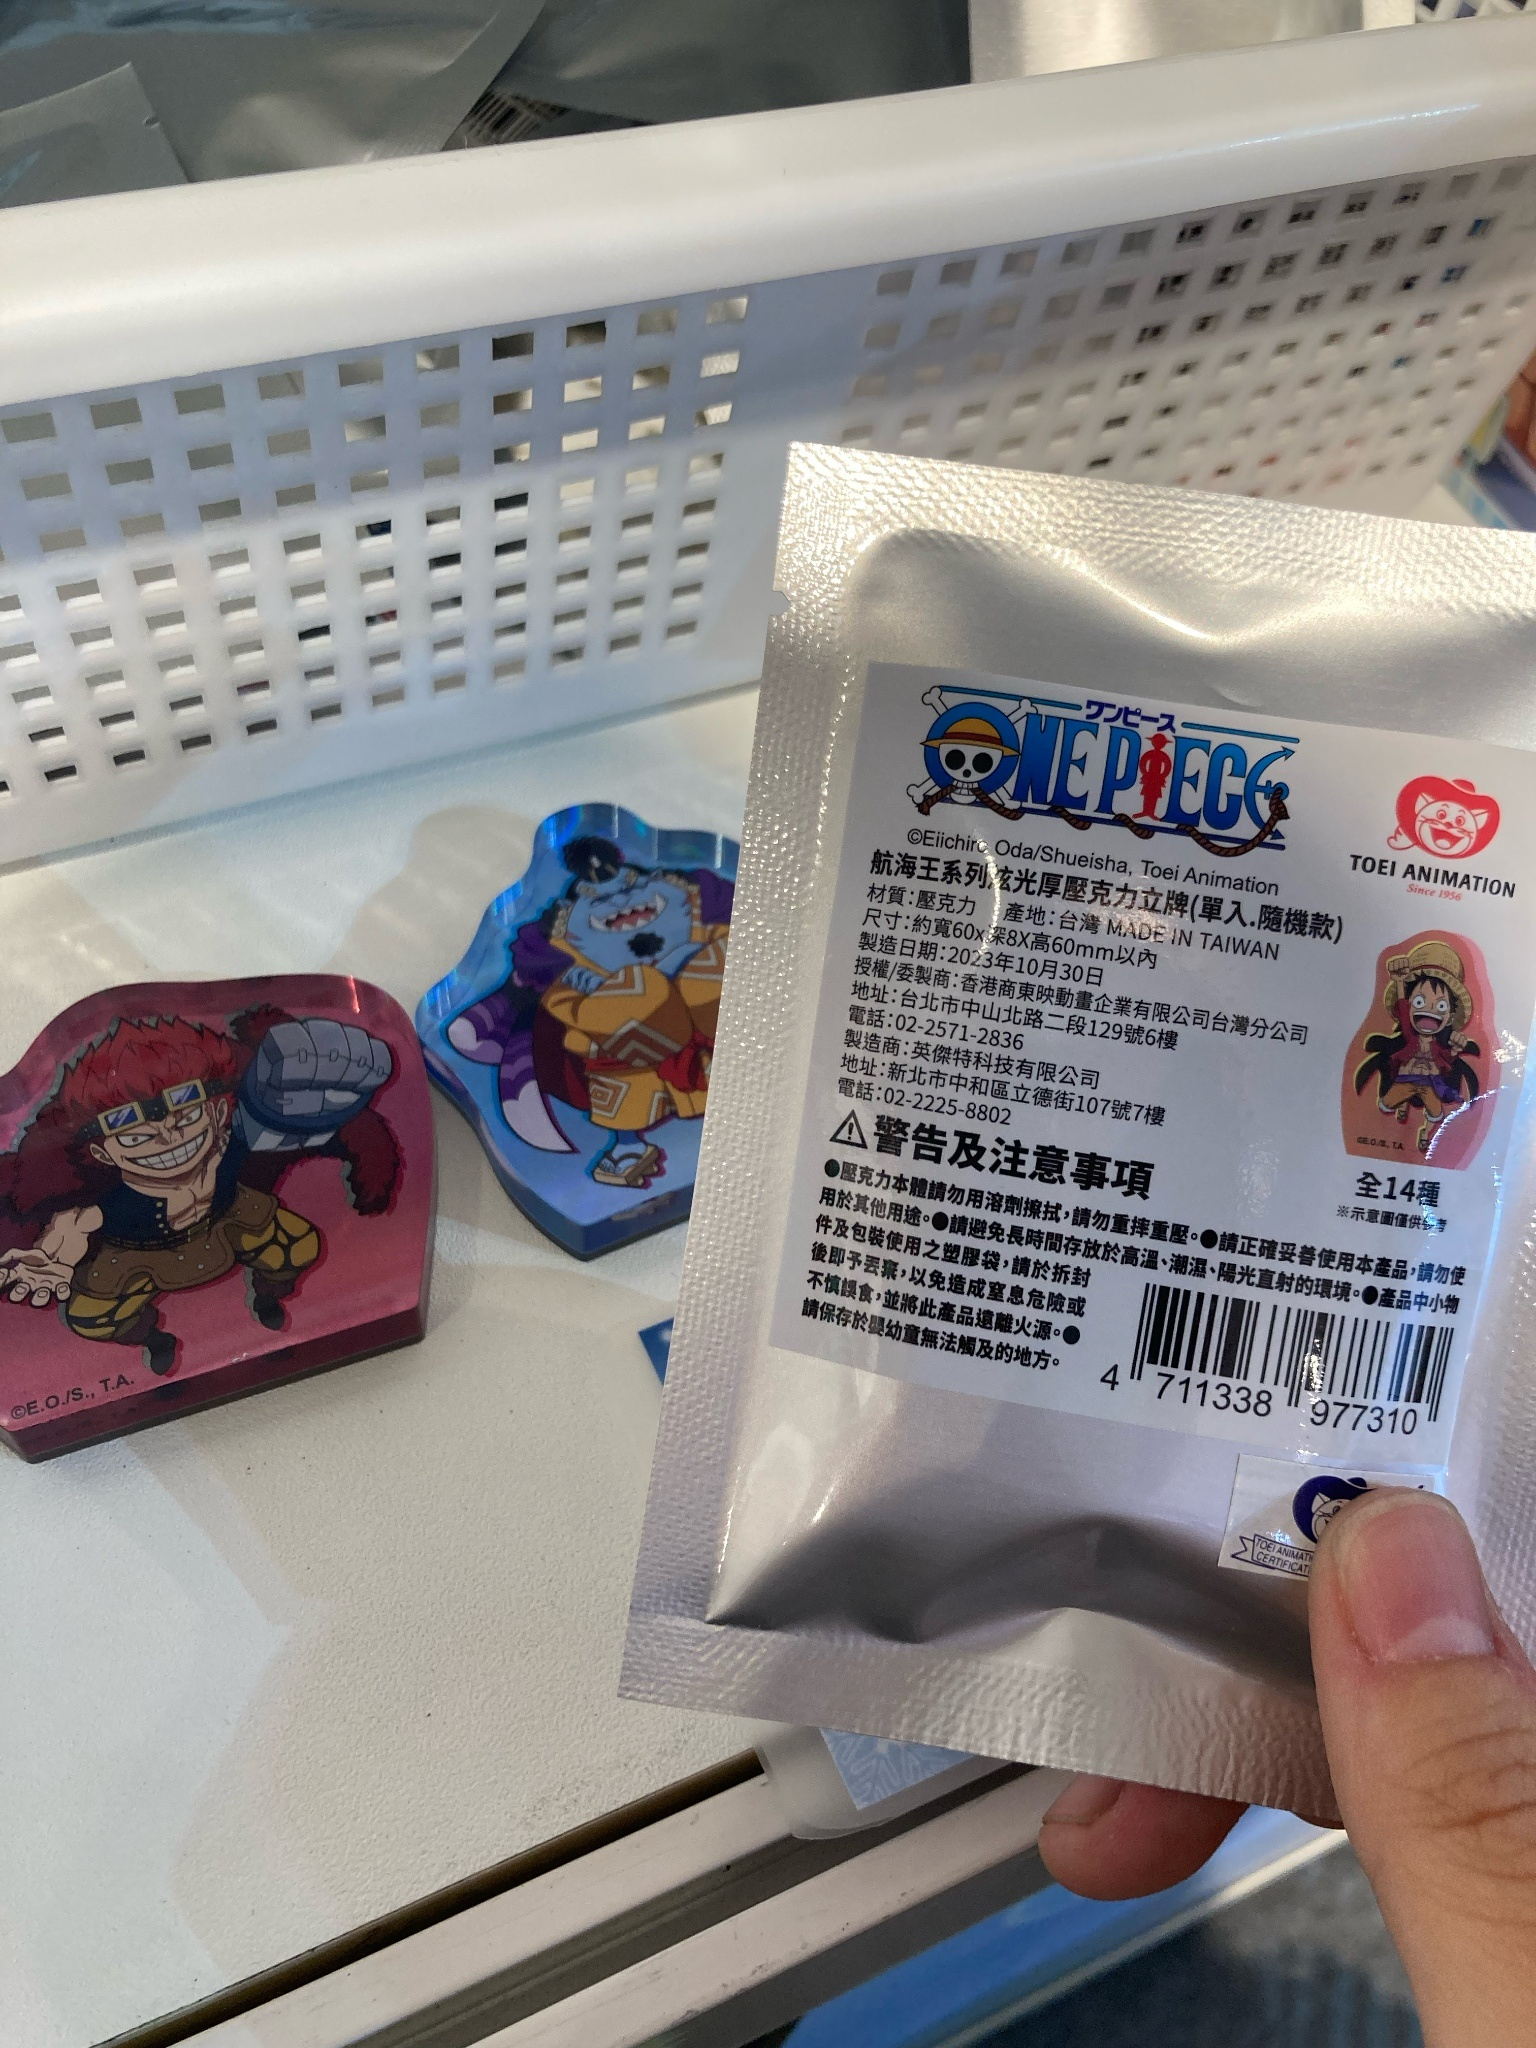 ワンピース
ONE PIECE
©Eiichiro Oda/Shueisha, Toei Animation
TOEI ANIMATION
Since 1956
航海王系列炫光厚壓克力立牌(單入.隨機款)
材質:壓克力 產地:台灣 MADE IN TAIWAN
尺寸:約寬60x深8X高60mm以內
製造日期:2023年10月30日
授權/委製商:香港商東映動畫企業有限公司台灣分公司
地址:台北市中山北路二段129號6樓
電話:02-2571-2836
製造商:英傑特科技有限公司
地址:新北市中和區立德街107號7樓
電話:02-2225-8802
©E.O./S., T.A.
全14種
※示意圖僅供參考
警告及注意事項
●壓克力本體請勿用溶劑擦拭,請勿重摔重壓。●請正確妥善使用本產品,請勿使
用於其他用途。●請避免長時間存放於高溫、潮濕、陽光直射的環境。●產品中小物
件及包裝使用之塑膠袋,請於拆封
後即予丟棄,以免造成窒息危險或
不慎誤食,並將此產品遠離火源。●
請保存於嬰幼童無法觸及的地方。
4 711338 977310
TOEI ANIMATI
CERTIFICAT
©E.O./S., T.A.